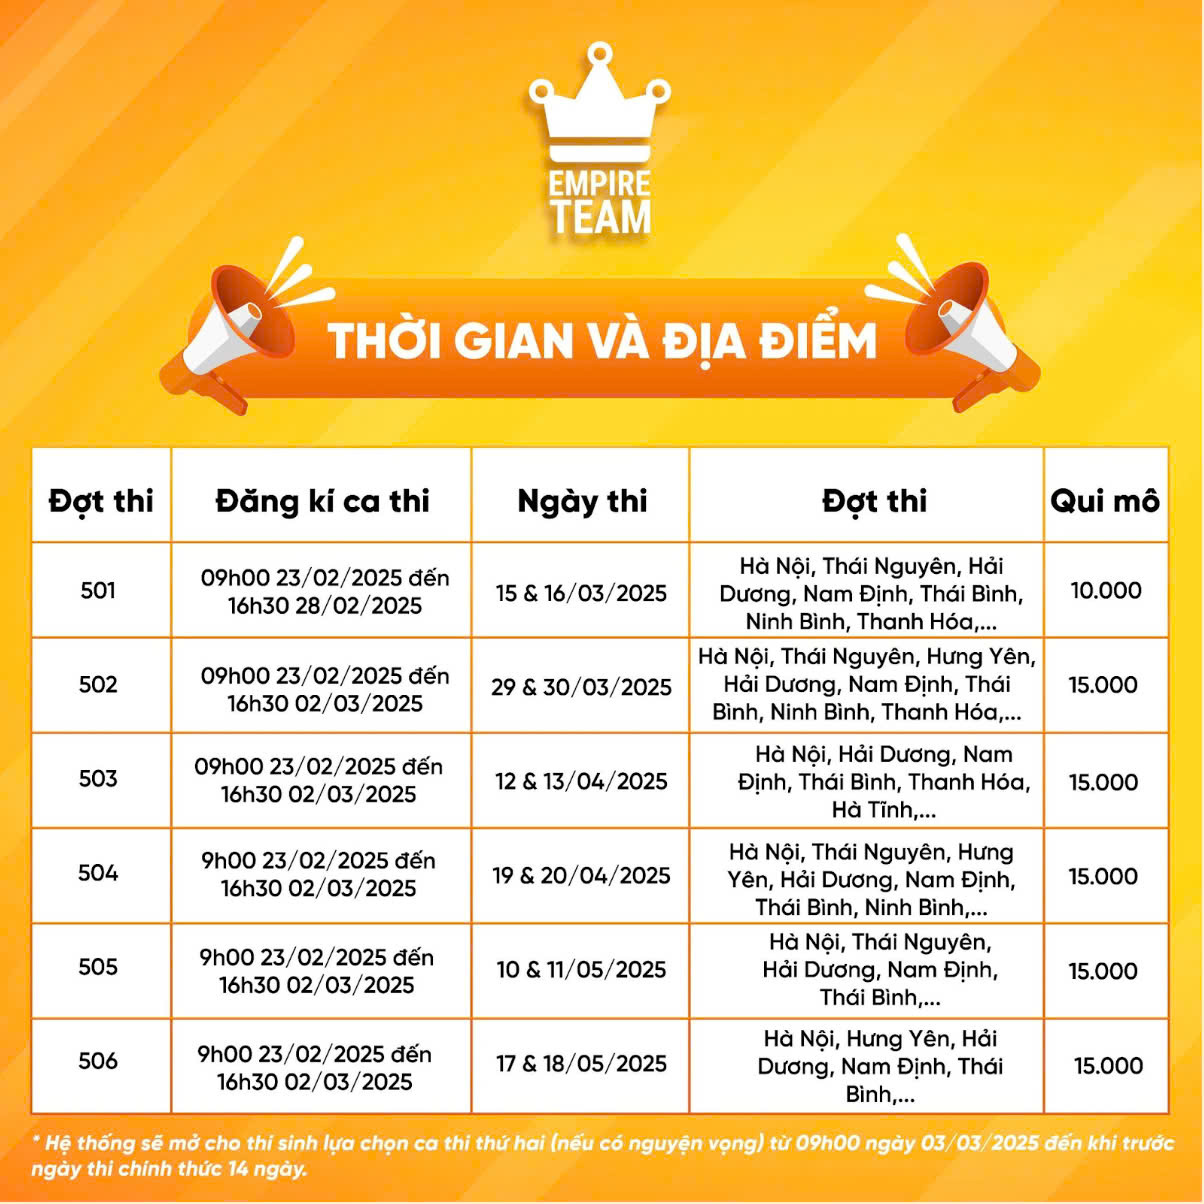 EMPIRE
TEAM
THỜI GIAN VÀ ĐỊA ĐIỂM
Đợt thi
Đăng kí ca thi
Ngày thi
Đợt thi
Qui mô
501
09h00 23/02/2025 đến
16h30 28/02/2025
15 & 16/03/2025
Hà Nội, Thái Nguyên, Hải
Dương, Nam Định, Thái Bình,
Ninh Bình, Thanh Hóa,...
10.000
502
09h00 23/02/2025 đến
16h30 02/03/2025
29 & 30/03/2025
Hà Nội, Thái Nguyên, Hưng Yên,
Hải Dương, Nam Định, Thái
Bình, Ninh Bình, Thanh Hóa,...
15.000
503
09h00 23/02/2025 đến
16h30 02/03/2025
12 & 13/04/2025
Hà Nội, Hải Dương, Nam
Định, Thái Bình, Thanh Hóa,
Hà Tĩnh,...
15.000
504
9h00 23/02/2025 đến
16h30 02/03/2025
19 & 20/04/2025
Hà Nội, Thái Nguyên, Hưng
Yên, Hải Dương, Nam Định,
Thái Bình, Ninh Bình,...
15.000
505
9h00 23/02/2025 đến
16h30 02/03/2025
10 & 11/05/2025
Hà Nội, Thái Nguyên,
Hải Dương, Nam Định,
Thái Bình,...
15.000
506
9h00 23/02/2025 đến
16h30 02/03/2025
17 & 18/05/2025
Hà Nội, Hưng Yên, Hải
Dương, Nam Định, Thái
Bình,...
15.000
* Hệ thống sẽ mở cho thí sinh lựa chọn ca thi thứ hai (nếu có nguyện vọng) từ 09h00 ngày 03/03/2025 đến khi trước
ngày thi chính thức 14 ngày.